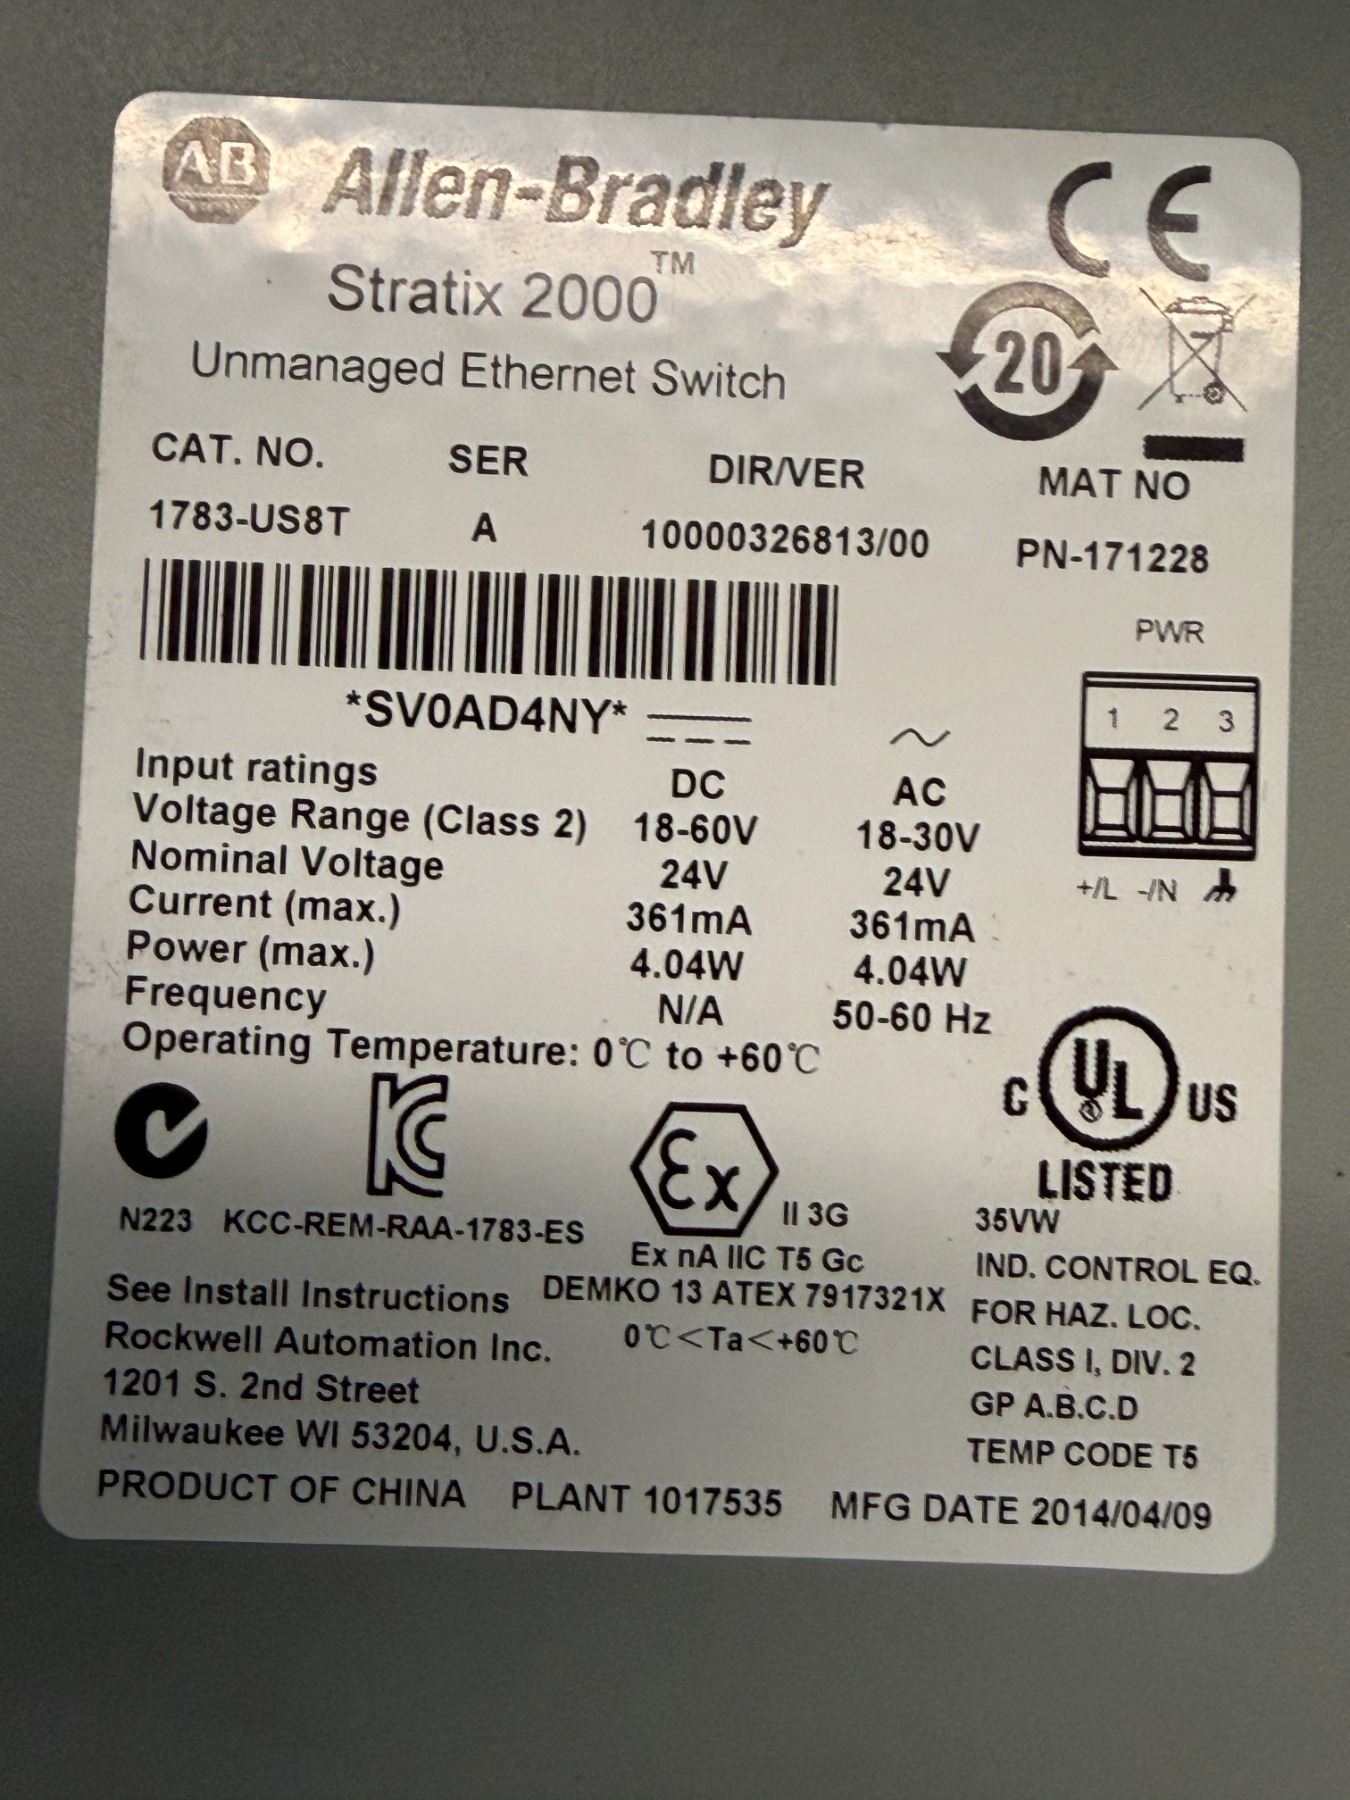 AB Allen-Bradley CE
Stratix 2000™
Unmanaged Ethernet Switch
20
CAT. NO. SER DIR/VER MAT NO
1783-US8T A 10000326813/00 PN-171228
PWR
1 2 3
+/L -/N
*SV0AD4NY*
Input ratings DC AC
Voltage Range (Class 2) 18-60V 18-30V
Nominal Voltage 24V 24V
Current (max.) 361mA 361mA
Power (max.) 4.04W 4.04W
Frequency N/A 50-60 Hz
Operating Temperature: 0℃ to +60℃
C UL ® US
LISTED
35VW
IND. CONTROL EQ.
FOR HAZ. LOC.
CLASS I, DIV. 2
GP A.B.C.D
TEMP CODE T5
KC
N223 KCC-REM-RAA-1783-ES
Ex II 3G
Ex nA IIC T5 Gc
DEMKO 13 ATEX 7917321X
0℃<Ta<+60℃
See Install Instructions
Rockwell Automation Inc.
1201 S. 2nd Street
Milwaukee WI 53204, U.S.A.
PRODUCT OF CHINA PLANT 1017535 MFG DATE 2014/04/09